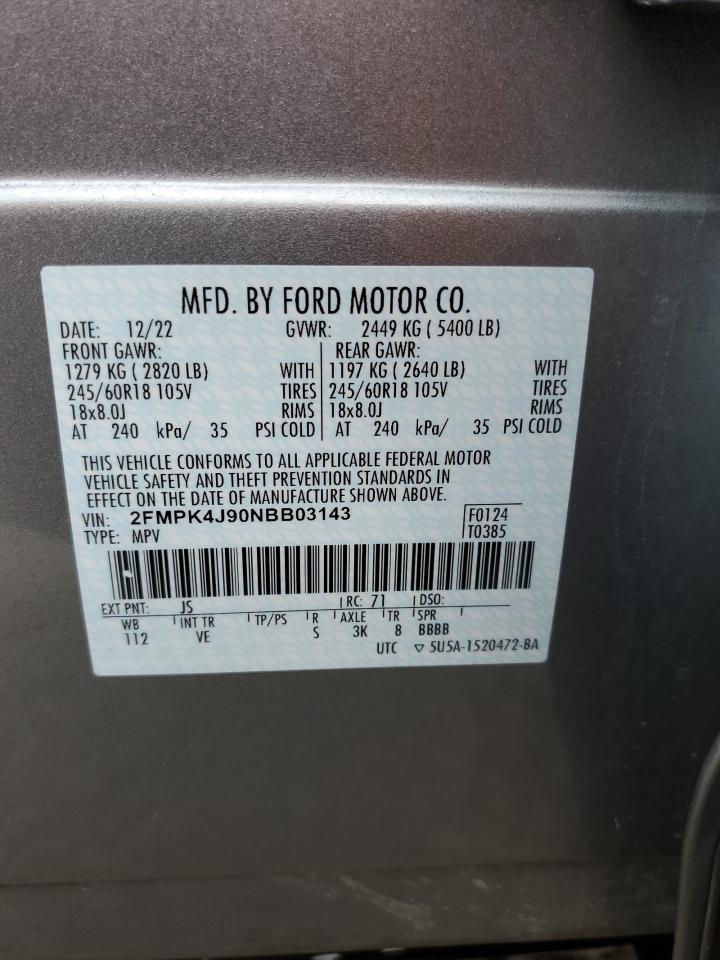 MFD. BY FORD MOTOR CO.
DATE: 12/22 GVWR: 2449 KG ( 5400 LB)
FRONT GAWR: REAR GAWR:
1279 KG ( 2820 LB) WITH 1197 KG ( 2640 LB) WITH
245/60R18 105V TIRES 245/60R18 105V TIRES
18x8.0J RIMS 18x8.0J RIMS
AT 240 kPa/ 35 PSI COLD AT 240 kPa/ 35 PSI COLD
THIS VEHICLE CONFORMS TO ALL APPLICABLE FEDERAL MOTOR
VEHICLE SAFETY AND THEFT PREVENTION STANDARDS IN
EFFECT ON THE DATE OF MANUFACTURE SHOWN ABOVE.
VIN: 2FMPK4J90NBB03143 F0124
TYPE: MPV T0385
EXT PNT: JS RC: 71 DSO:
WB INT TR TP/PS R AXLE TR SPR
112 VE S 3K 8 BBBB
UTC ▽ 5U5A-1520472-BA